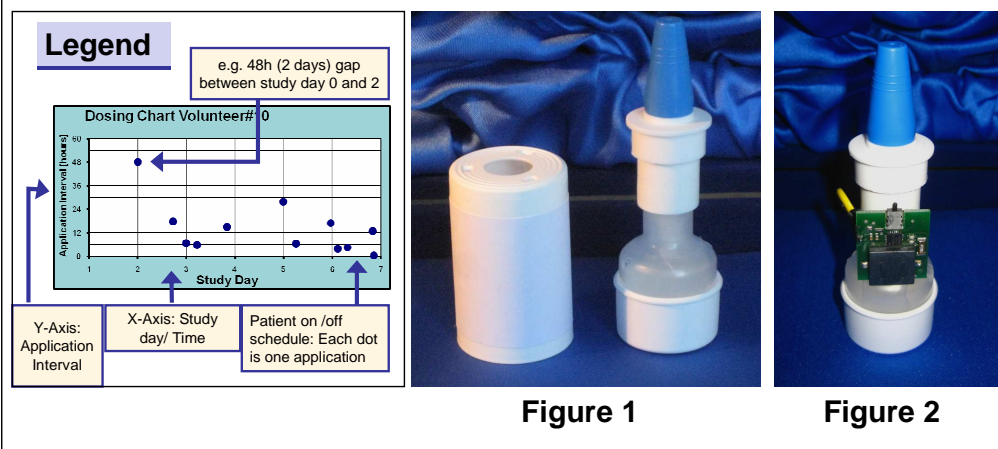 Legend
e.g. 48h (2 days) gap
between study day 0 and 2
Dosing Chart Volunteer#10
Application Interval [hours]
60
48
36
24
12
0
1
2
3
4
5
6
7
Study Day
Y-Axis:
Application
Interval
X-Axis: Study
day/ Time
Patient on /off
schedule: Each dot
is one application
Figure 1
Figure 2